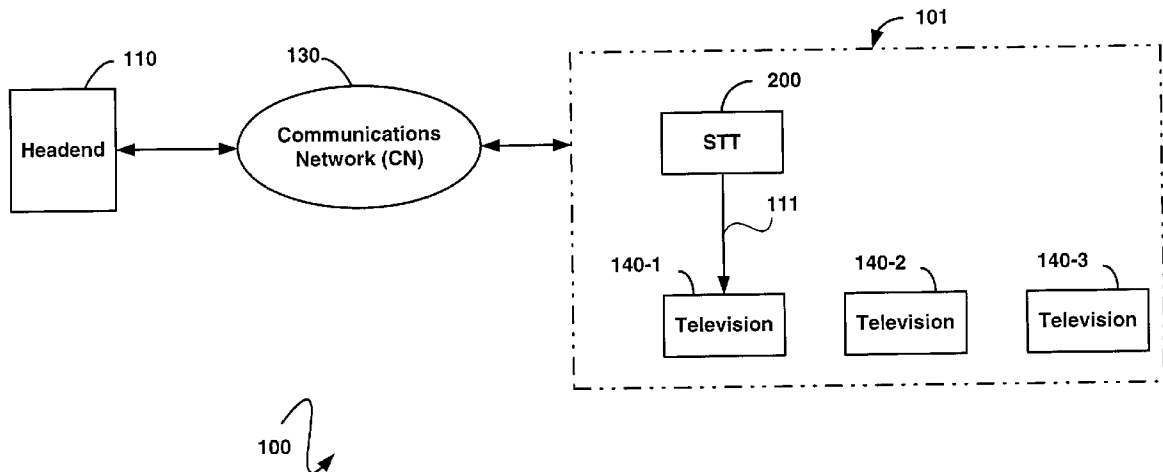 101
110
130
200
Headend
Communications
Network (CN)
STT
111
140-1
140-2
140-3
Television
Television
Television
100